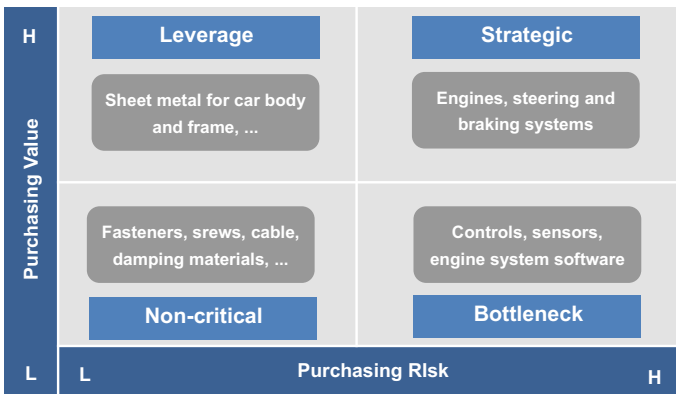 H
Leverage
Strategic
Sheet metal for car body
and frame, ...
Engines, steering and
braking systems
Purchasing Value
Fasteners, srews, cable,
damping materials, ...
Controls, sensors,
engine system software
Non-critical
Bottleneck
L
L
Purchasing RIsk
H